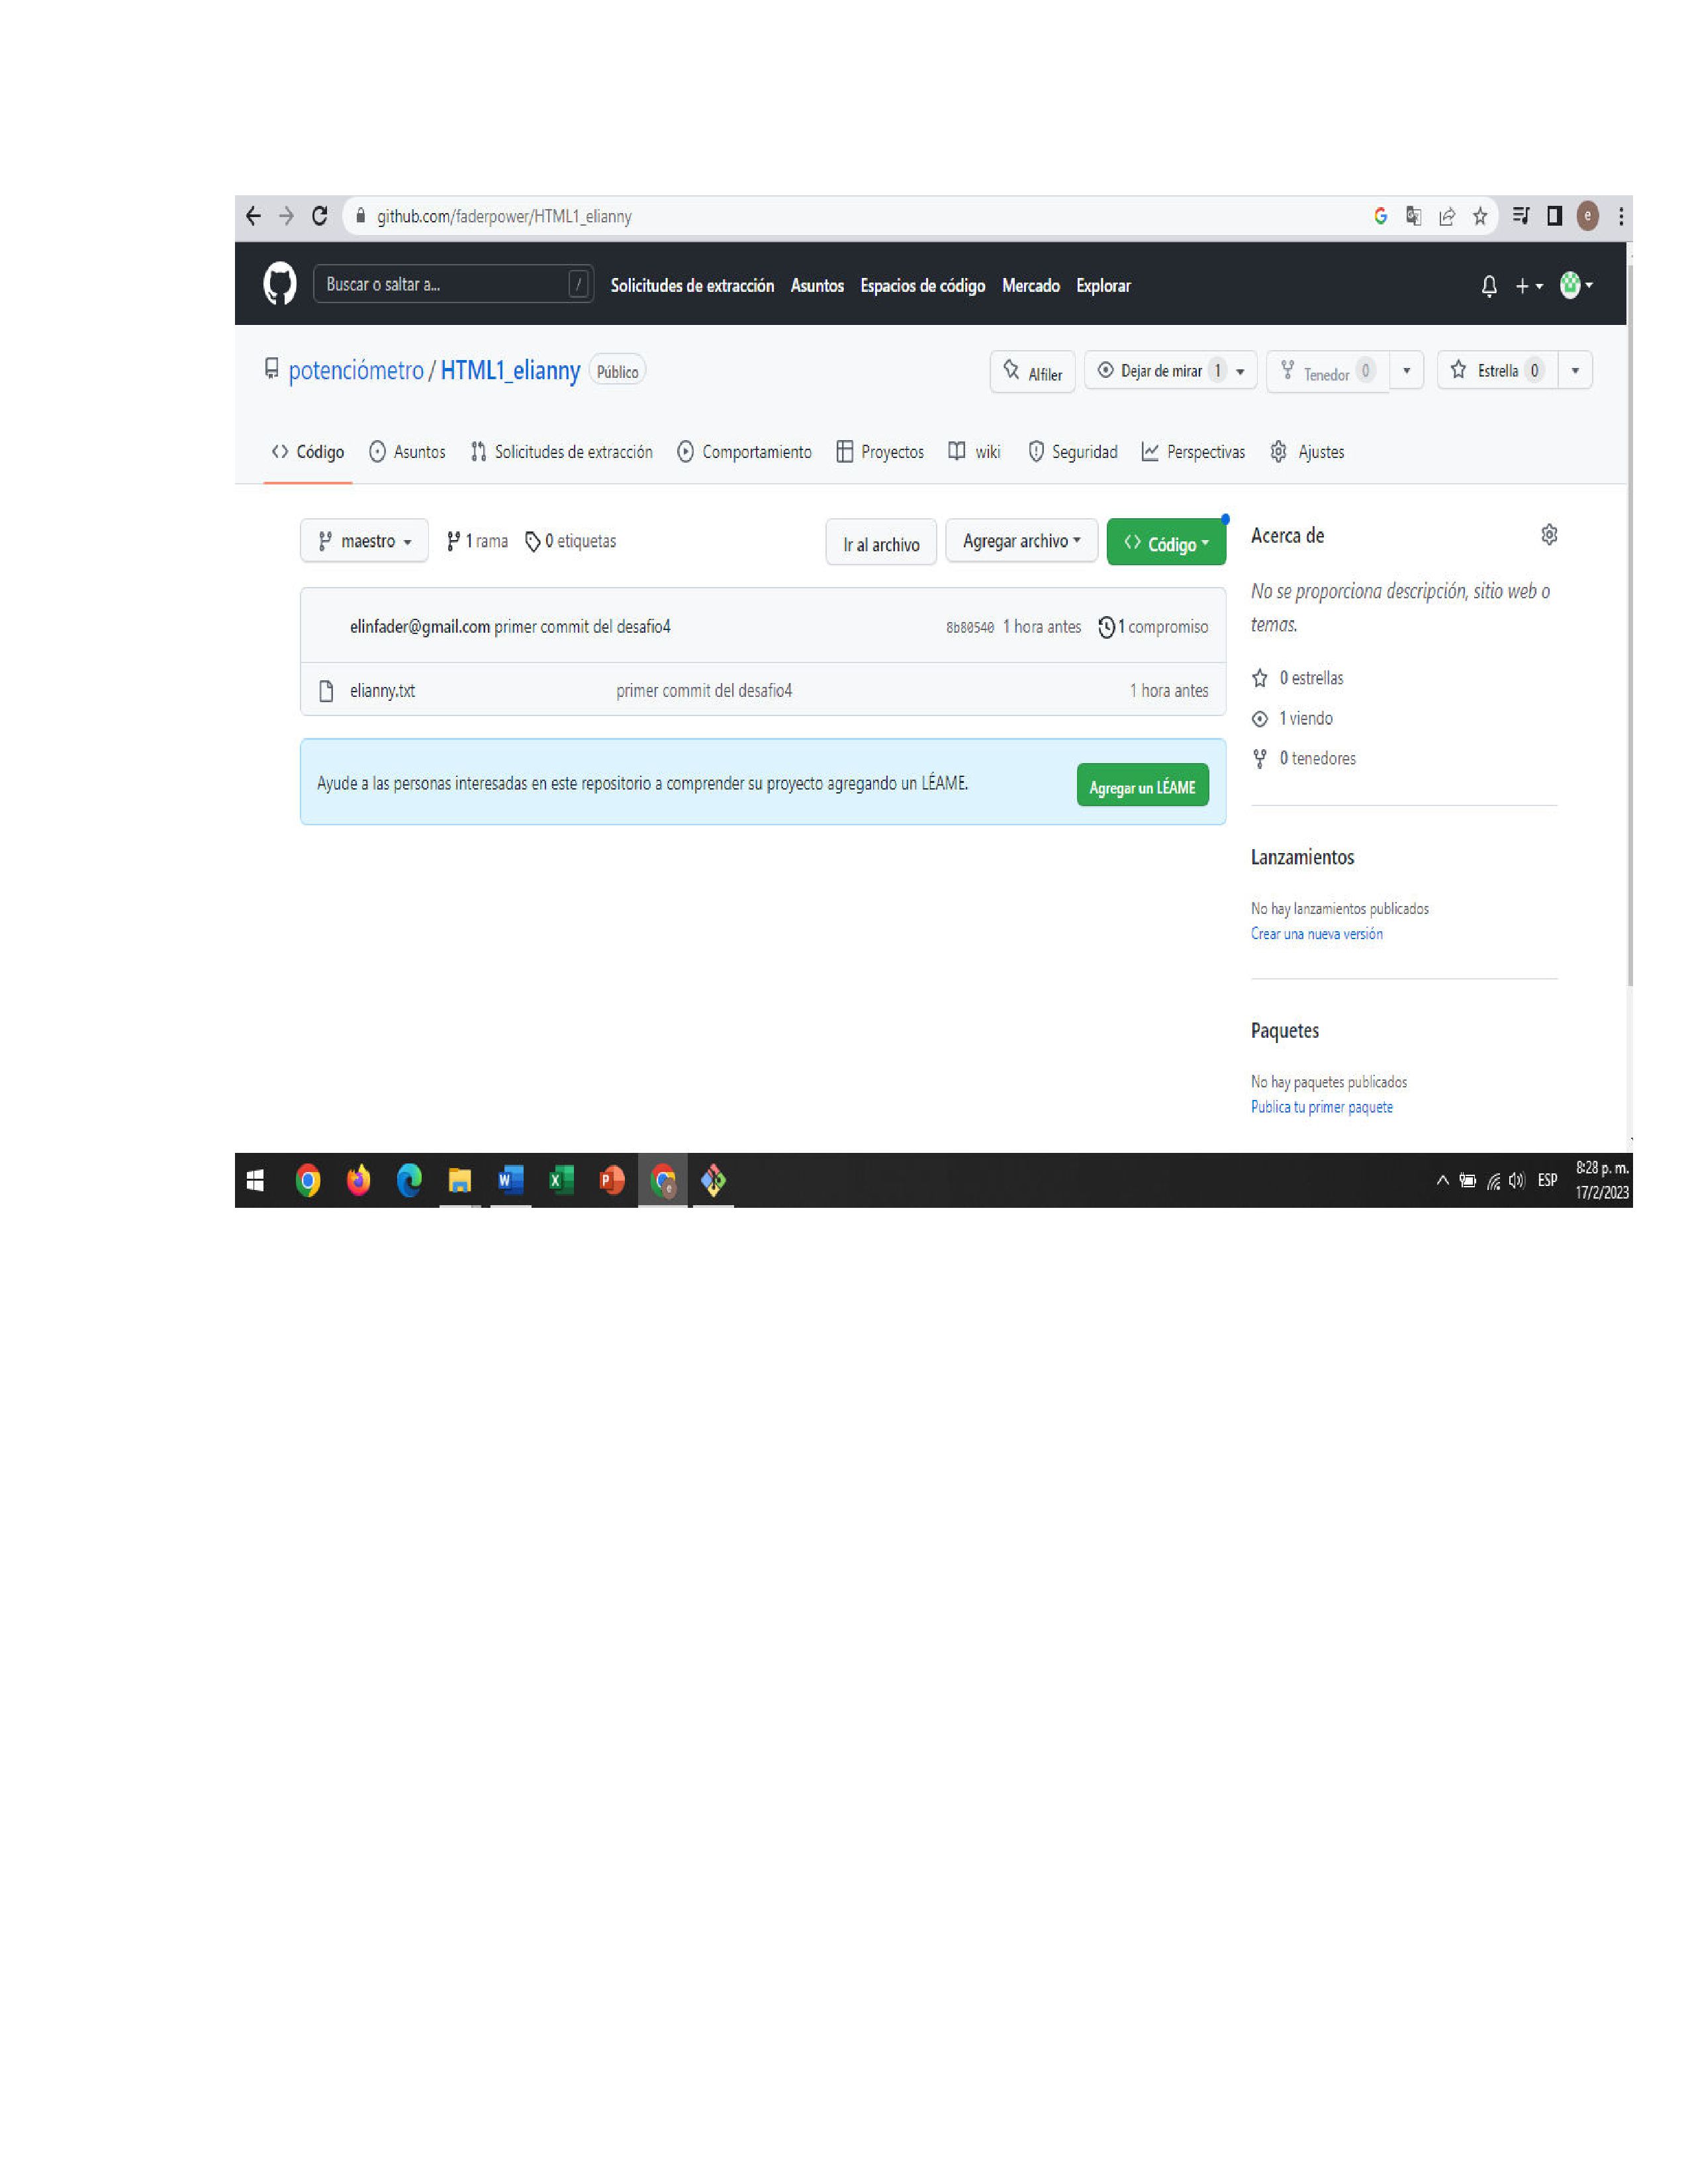 github.com/faderpower/HTML1_elianny
e
Buscar o saltar a...
/
Solicitudes de extracción Asuntos Espacios de código Mercado Explorar
potenciómetro / HTML1_elianny Público
Alfiler
Dejar de mirar 1
Tenedor 0
Estrella 0
Código Asuntos Solicitudes de extracción Comportamiento Proyectos wiki Seguridad Perspectivas Ajustes
maestro 1 rama 0 etiquetas
Ir al archivo
Agregar archivo
Código
elinfader@gmail.com primer commit del desafio4 8b80540 1 hora antes 1 compromiso
elianny.txt primer commit del desafio4 1 hora antes
Ayude a las personas interesadas en este repositorio a comprender su proyecto agregando un LÉAME.
Agregar un LÉAME
Acerca de
No se proporciona descripción, sitio web o
temas.
0 estrellas
1 viendo
0 tenedores
Lanzamientos
No hay lanzamientos publicados
Crear una nueva versión
Paquetes
No hay paquetes publicados
Publica tu primer paquete
ESP
8:28 p. m.
17/2/2023